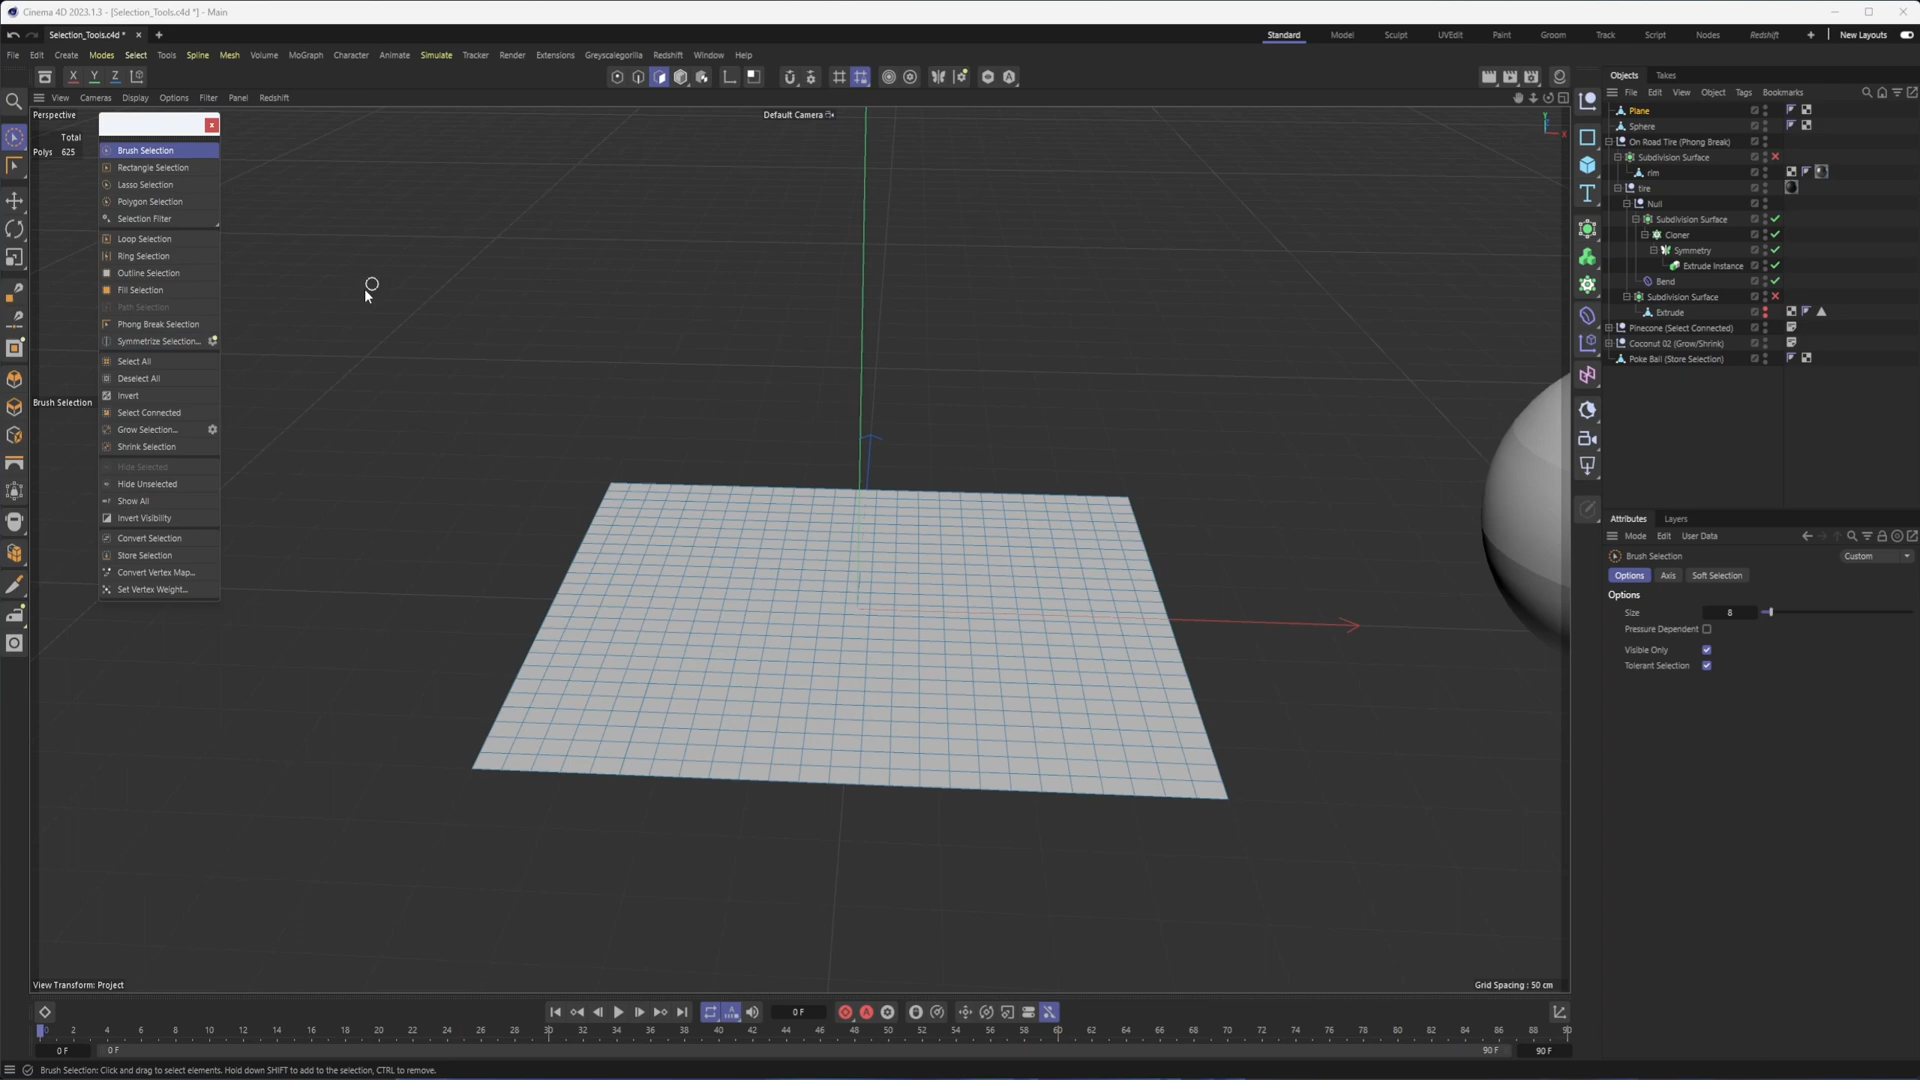 Cinema 4D 2023.1.3 - [Selection_Tools.c4d *] - Main
Selection_Tools.c4d *
Standard Model Sculpt UVEdit Paint Groom Track Script Nodes Redshift New Layouts
File Edit Create Modes Select Tools Spline Mesh Volume MoGraph Character Animate Simulate Tracker Render Extensions Greyscalegorilla Redshift Window Help
X Y Z
View Cameras Display Options Filter Panel Redshift
Perspective
Default Camera
Total
Polys 625
Brush Selection
Rectangle Selection
Lasso Selection
Polygon Selection
Selection Filter
Loop Selection
Ring Selection
Outline Selection
Fill Selection
Path Selection
Phong Break Selection
Symmetrize Selection...
Select All
Deselect All
Invert
Brush Selection
Select Connected
Grow Selection...
Shrink Selection
Hide Selected
Hide Unselected
Show All
Invert Visibility
Convert Selection
Store Selection
Convert Vertex Map...
Set Vertex Weight...
Y
X
View Transform: Project
Grid Spacing : 50 cm
Objects Takes
File Edit View Object Tags Bookmarks
Plane
Sphere
On Road Tire (Phong Break)
Subdivision Surface
rim
tire
Null
Subdivision Surface
Cloner
Symmetry
Extrude Instance
Bend
Subdivision Surface
Extrude
Pinecone (Select Connected)
Coconut 02 (Grow/Shrink)
Poke Ball (Store Selection)
Attributes Layers
Mode Edit User Data
Brush Selection Custom
Options Axis Soft Selection
Options
Size 8
Pressure Dependent
Visible Only
Tolerant Selection
0 F
0 2 4 6 8 10 12 14 16 18 20 22 24 26 28 30 32 34 36 38 40 42 44 46 48 50 52 54 56 58 60 62 64 66 68 70 72 74 76 78 80 82 84 86 88 90
0 F 0 F 90 F 90 F
Brush Selection: Click and drag to select elements. Hold down SHIFT to add to the selection, CTRL to remove.